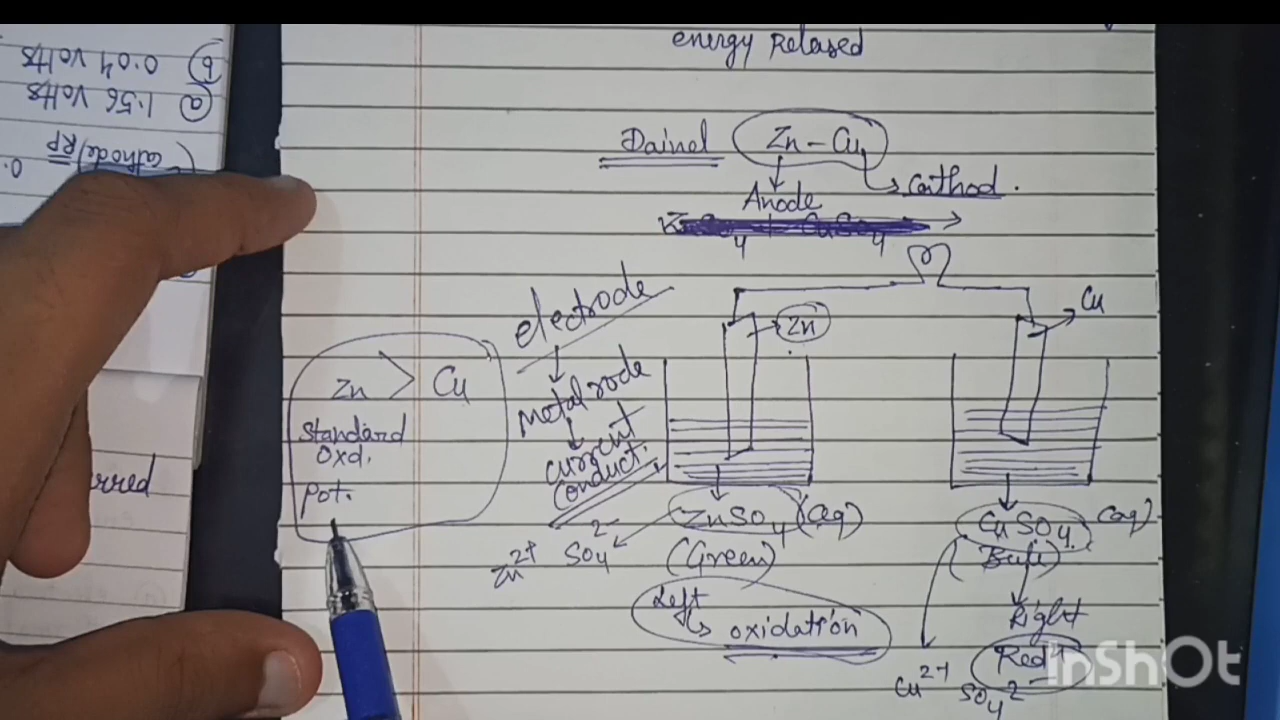 energy Released
Dainel Zn - Cu
Cathod.
Anode
electrode
Metal rode
current
conduct.
Zn
Cu
Zn > Cu
Standard
Oxd.
Pot.
ZnSO4 (aq)
(Green)
Zn2+ SO4 2-
Left
oxidation
CuSO4 (aq)
Right
Redn
Cu2+ SO4 2-
b) 0.04 Volts
a) 1.56 Volts
(cathode) RP
0.
rred
InShOt